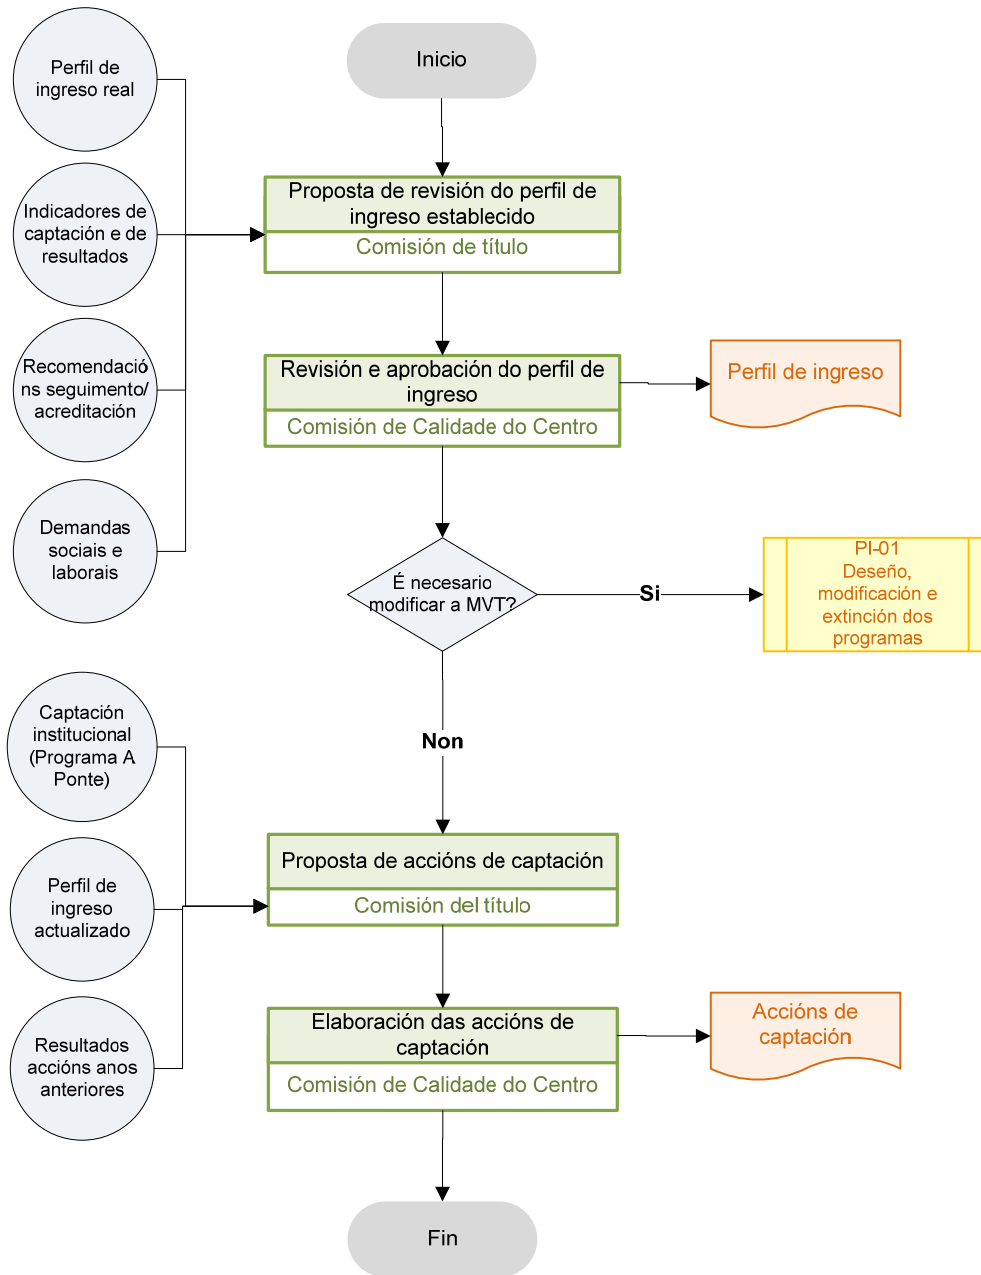 Perfil de
ingreso real
Inicio
Indicadores de
captación e de
resultados
Proposta de revisión do perfil de
ingreso establecido
Comisión de título
Recomendació
ns seguimento/
acreditación
Revisión e aprobación do perfil de
ingreso
Comisión de Calidade do Centro
Perfil de ingreso
Demandas
sociais e
laborais
É necesario
modificar a MVT?
Si
PI-01
Deseño,
modificación e
extinción dos
programas
Non
Captación
institucional
(Programa A
Ponte)
Perfil de
ingreso
actualizado
Proposta de accións de captación
Comisión del título
Resultados
accións anos
anteriores
Elaboración das accións de
captación
Comisión de Calidade do Centro
Accións de
captación
Fin